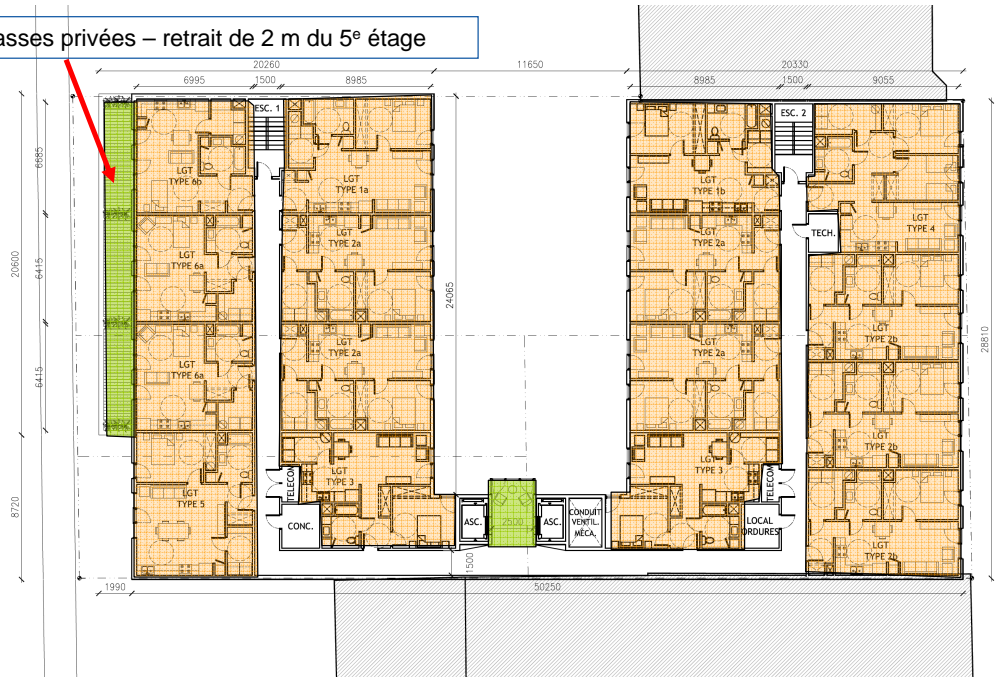 asses privées – retrait de 2 m du 5e étage
20260
11650
20330
6995
1500
8985
8985
1500
9055
ESC. 1
ESC. 2
LGT
TYPE 6b
LGT
TYPE 1a
LGT
TYPE 1b
LGT
TYPE 4
TECH.
6685
LGT
TYPE 6a
LGT
TYPE 2a
LGT
TYPE 2a
LGT
TYPE 2b
20600
6415
24065
28810
LGT
TYPE 6a
LGT
TYPE 2a
LGT
TYPE 2a
LGT
TYPE 2b
6415
LGT
TYPE 5
LGT
TYPE 3
LGT
TYPE 3
LGT
TYPE 2b
8720
TELECOM
TELECOM
CONC.
ASC.
2500
ASC.
CONDUIT
VENTIL.
MÉCA.
LOCAL
ORDURES
1500
1990
50250